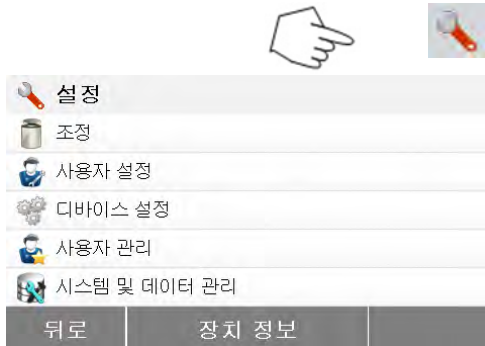 설정
조정
사용자 설정
디바이스 설정
사용자 관리
시스템 및 데이터 관리
뒤로 장치 정보